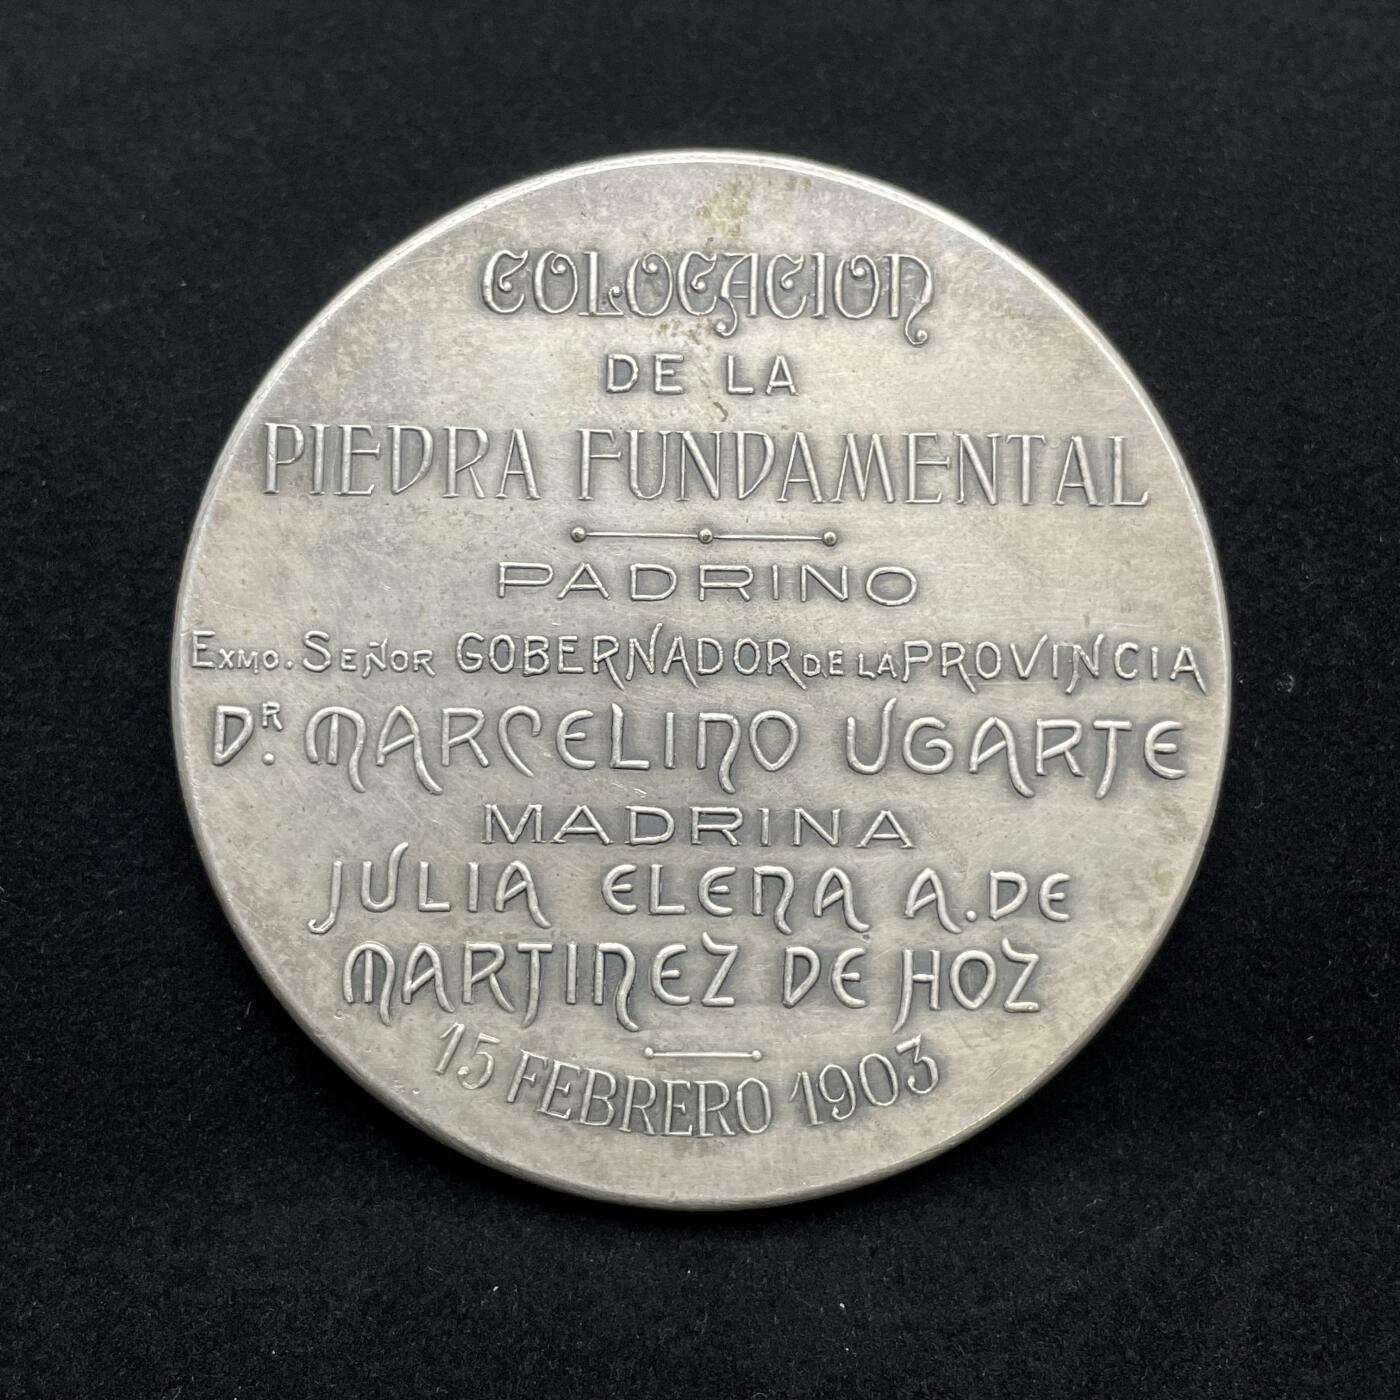 COLOCACION
DE LA
PIEDRA FUNDAMENTAL
PADRINO
EXMO. SEÑOR GOBERNADOR DE LA PROVINCIA
DR. MARCELINO UGARTE
MADRINA
JULIA ELENA A. DE
MARTINEZ DE HOZ
15 FEBRERO 1903